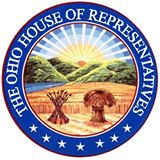 THE OHIO HOUSE OF REPRESENTATIVES